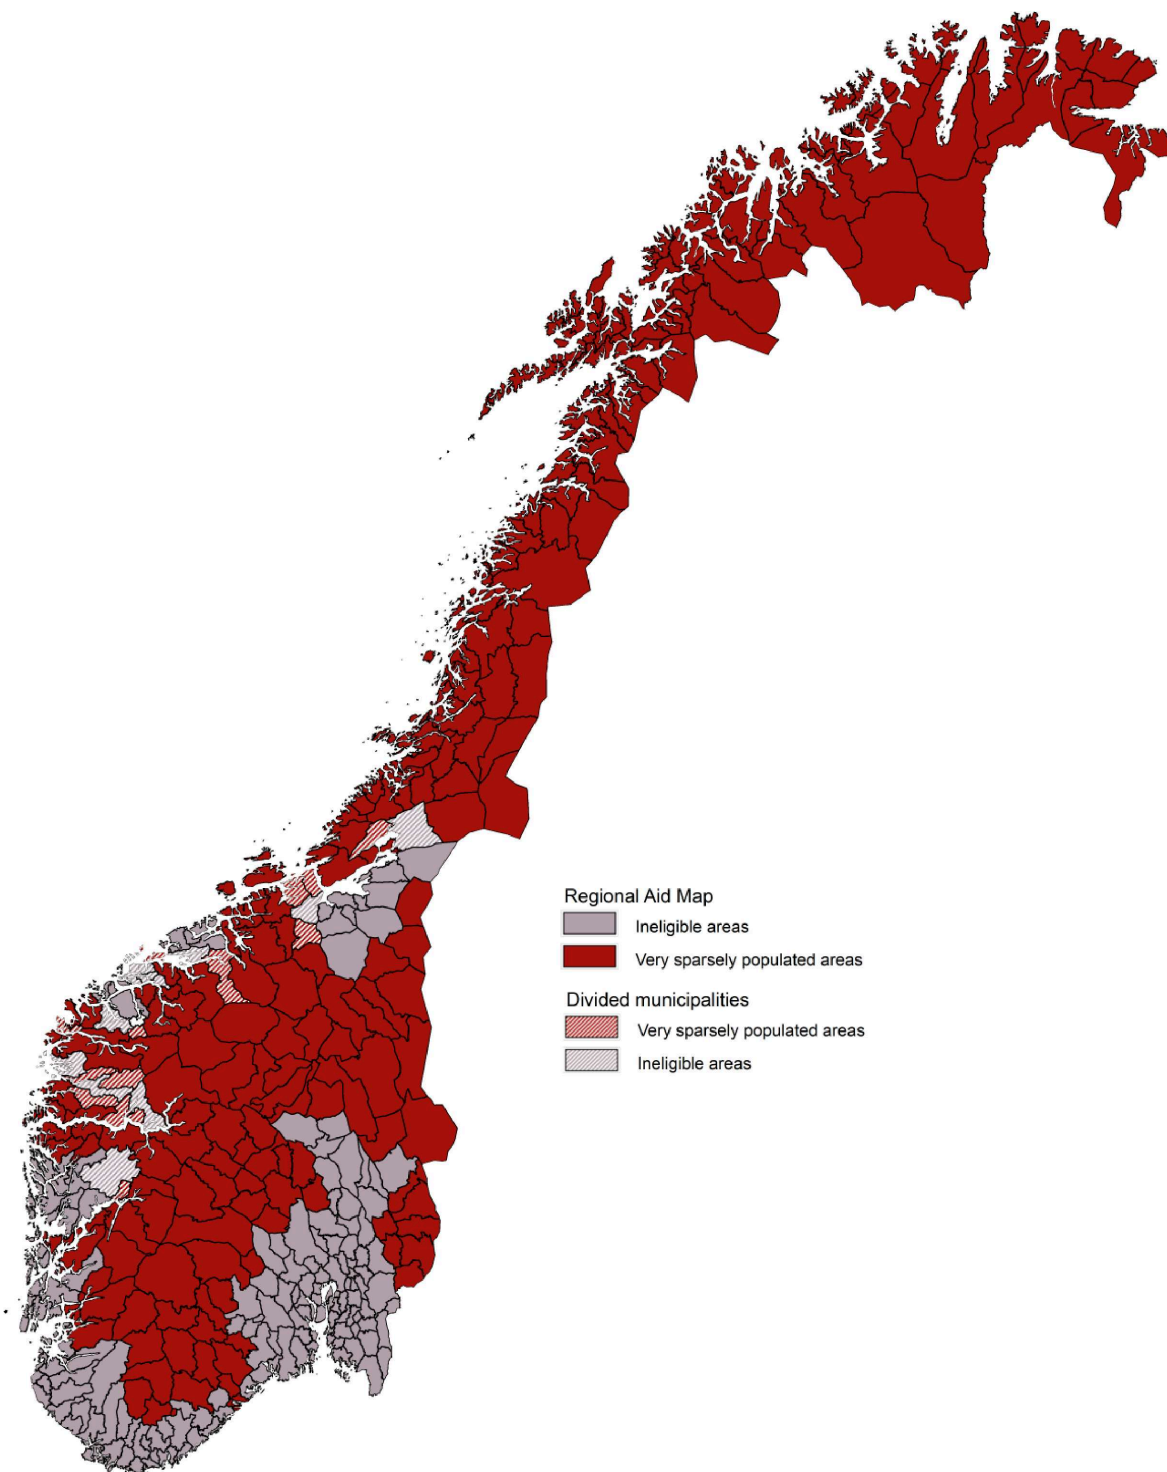 Regional Aid Map
Ineligible areas
Very sparsely populated areas
Divided municipalities
Very sparsely populated areas
Ineligible areas